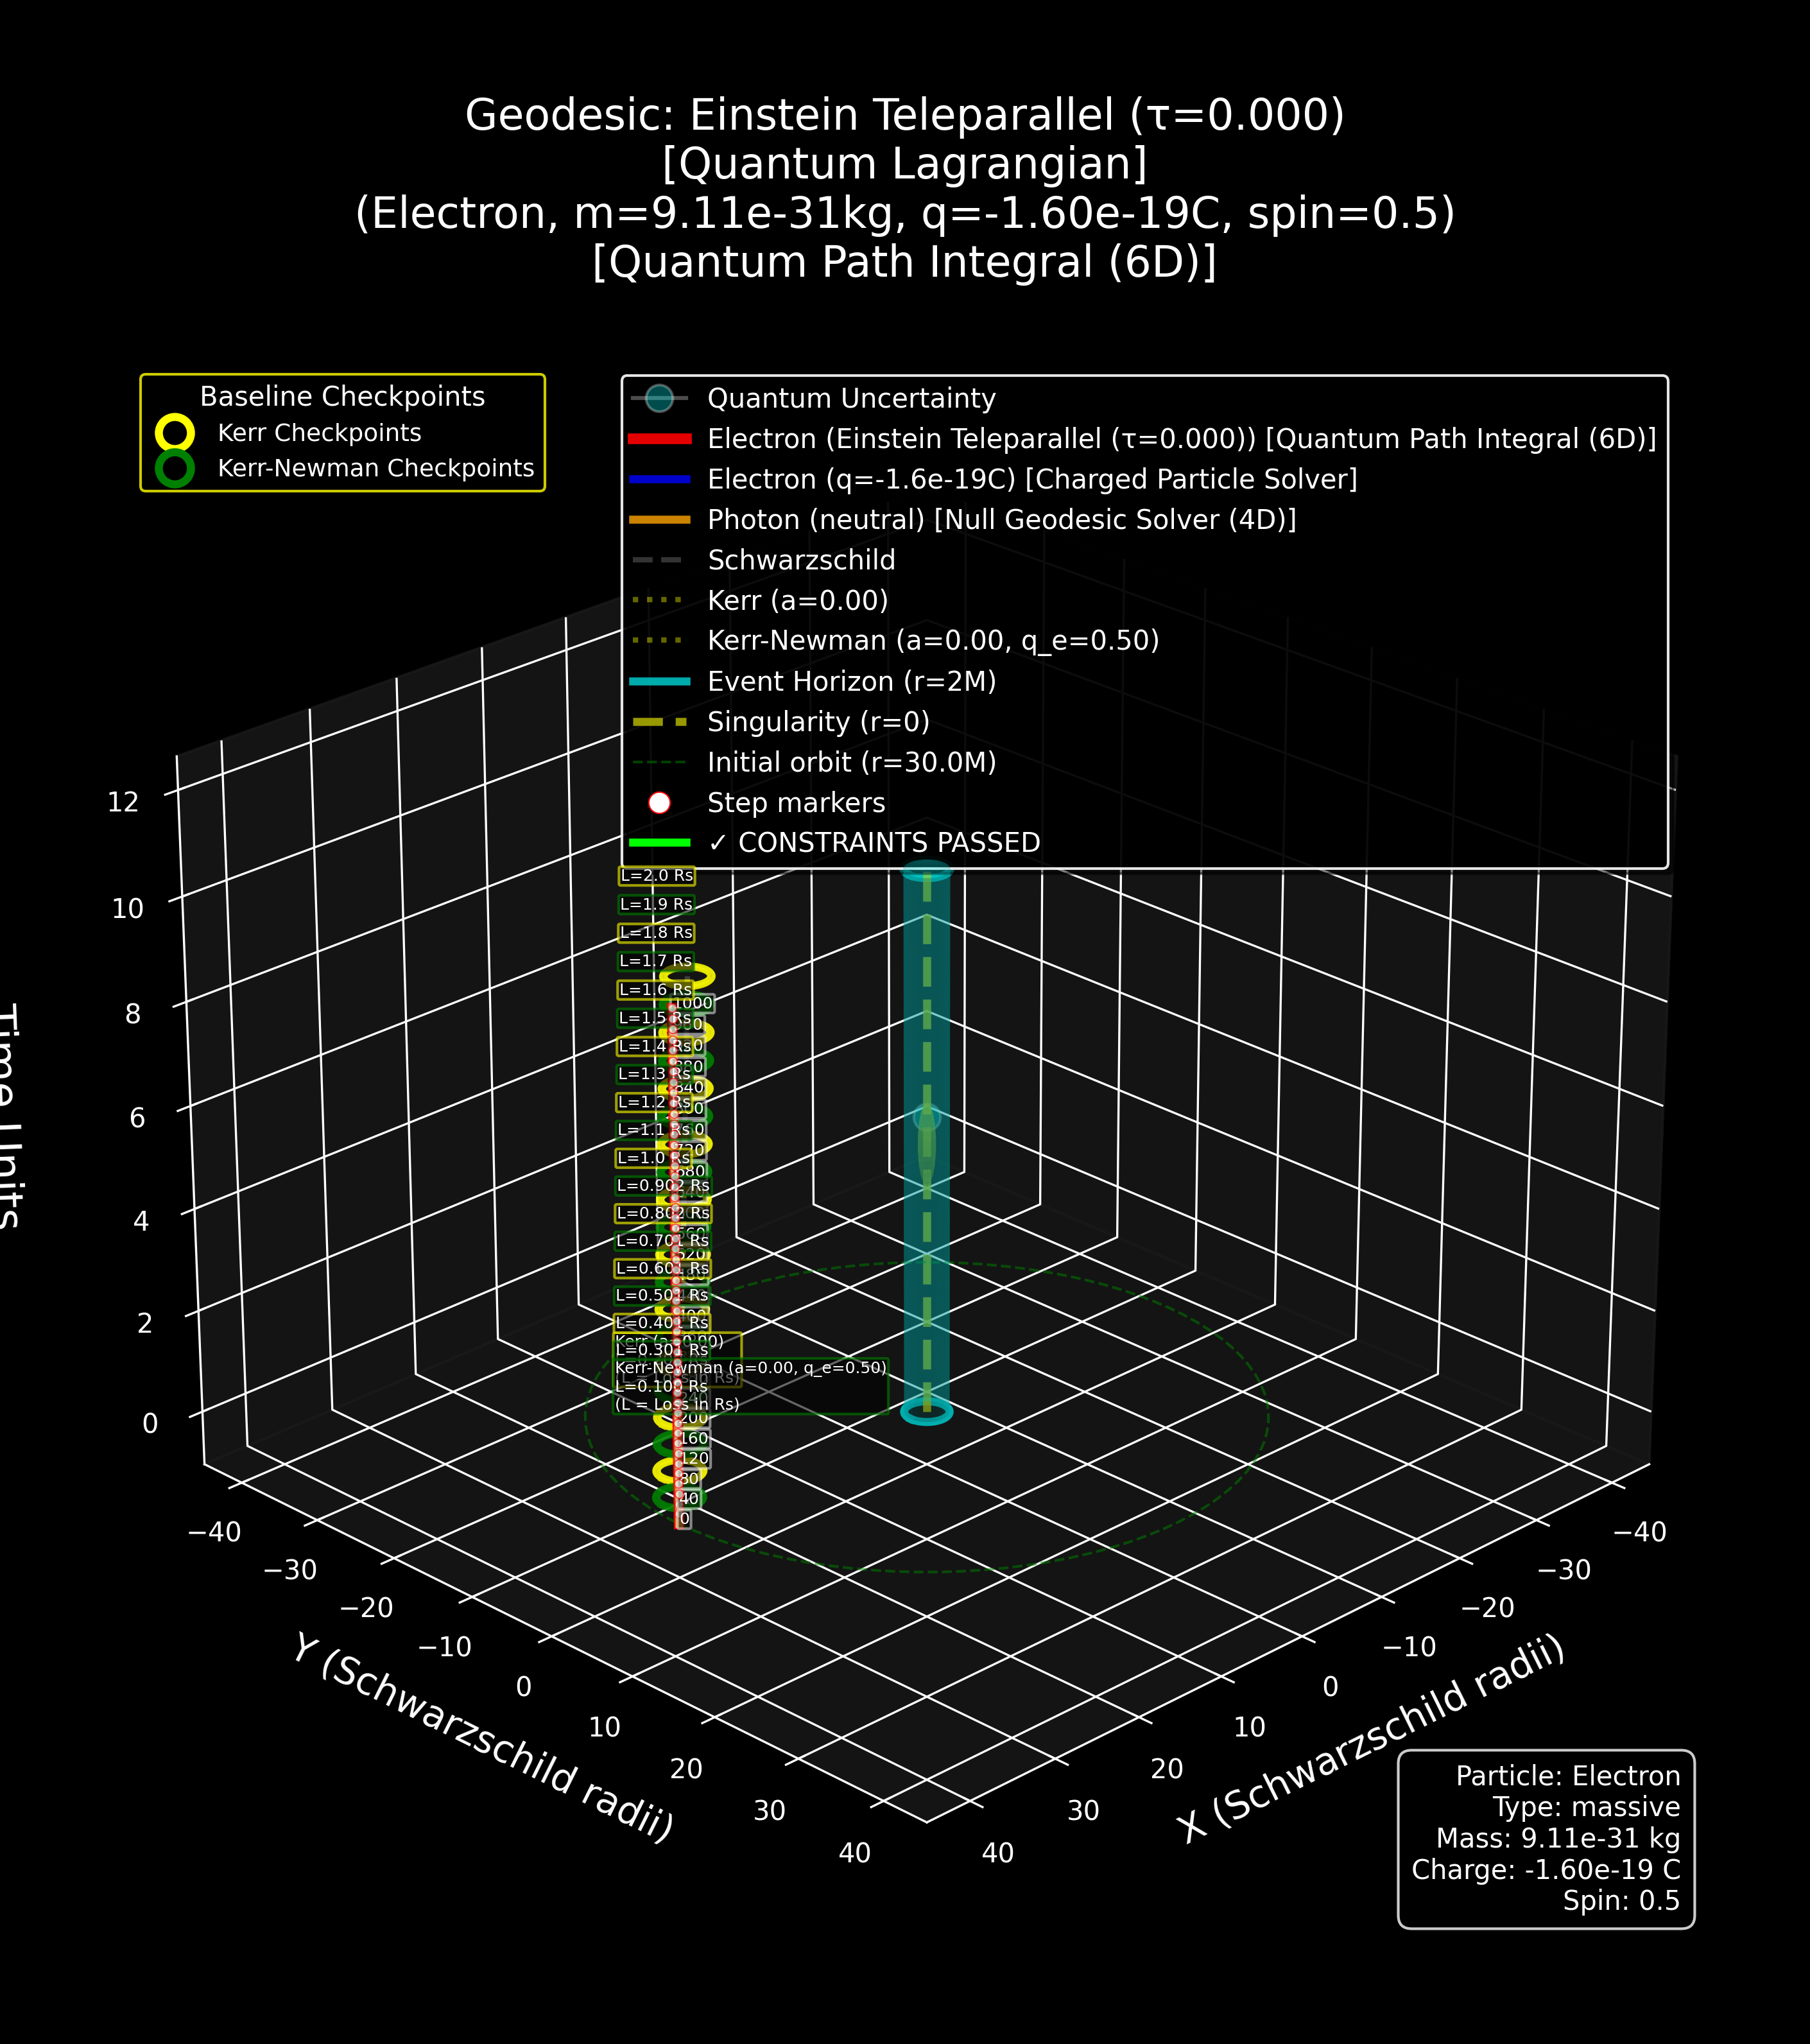 Geodesic: Einstein Teleparallel (τ=0.000)
[Quantum Lagrangian]
(Electron, m=9.11e-31kg, q=-1.60e-19C, spin=0.5)
[Quantum Path Integral (6D)]
Baseline Checkpoints
Kerr Checkpoints
Kerr-Newman Checkpoints
Quantum Uncertainty
Electron (Einstein Teleparallel (τ=0.000)) [Quantum Path Integral (6D)]
Electron (q=-1.6e-19C) [Charged Particle Solver]
Photon (neutral) [Null Geodesic Solver (4D)]
Schwarzschild
Kerr (a=0.00)
Kerr-Newman (a=0.00, q_e=0.50)
Event Horizon (r=2M)
Singularity (r=0)
Initial orbit (r=30.0M)
Step markers
✓ CONSTRAINTS PASSED
12
10
8
6
4
2
0
Time Units
L=2.0 Rs
L=1.9 Rs
L=1.8 Rs
L=1.7 Rs
L=1.6 Rs
1000
L=1.5 Rs
L=1.4 Rs
L=1.3 Rs
840
L=1.2 Rs
L=1.1 Rs
720
L=1.0 Rs
680
L=0.902 Rs
L=0.802 Rs
L=0.701 Rs
520
L=0.601 Rs
L=0.501 Rs
L=0.401 Rs
Kerr (a=0.00)
L=0.301 Rs
Kerr-Newman (a=0.00, q_e=0.50)
L=0.100 Rs
(L = Loss in Rs)
240
200
160
120
80
40
0
−40
−30
−20
−10
0
10
20
30
40
Y (Schwarzschild radii)
−40
−30
−20
−10
0
10
20
30
40
X (Schwarzschild radii)
Particle: Electron
Type: massive
Mass: 9.11e-31 kg
Charge: -1.60e-19 C
Spin: 0.5